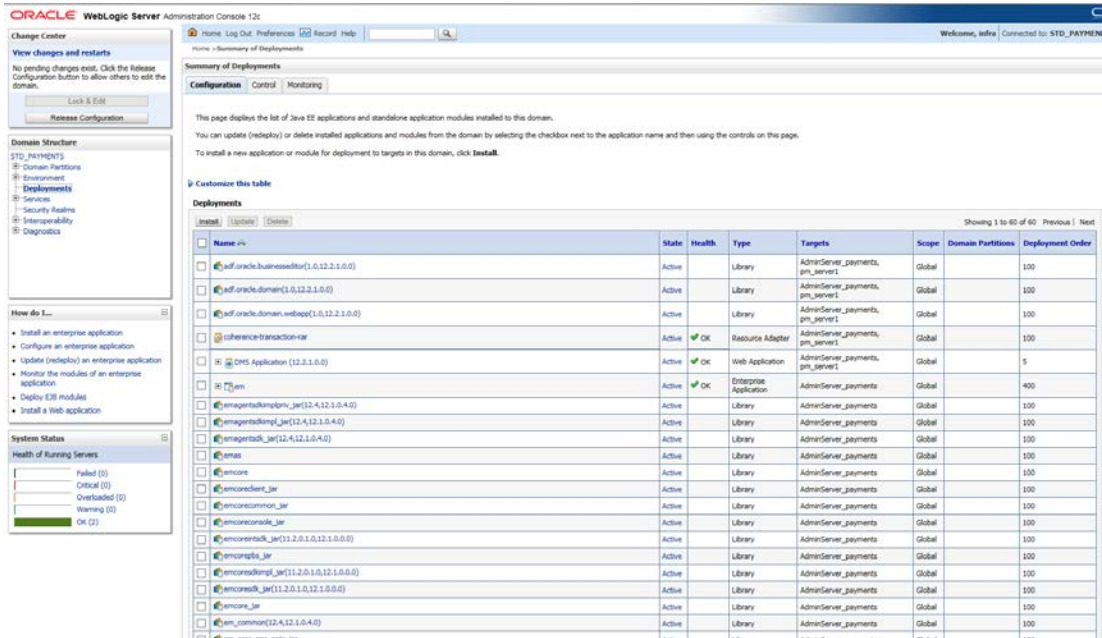 ORACLE WebLogic Server Administration Console 12c
Change Center
View changes and restarts
No pending changes exist. Click the Release
Configuration button to allow others to edit the
domain.
Lock & Edit
Release Configuration
Domain Structure
STD_PAYMENTS
Domain Partitions
Environment
Deployments
Services
Security Realms
Interoperability
Diagnostics
How do I...
Install an enterprise application
Configure an enterprise application
Update (redeploy) an enterprise application
Monitor the modules of an enterprise
application
Deploy EJB modules
Install a Web application
System Status
Health of Running Servers
Failed (0)
Critical (0)
Overloaded (0)
Warning (0)
OK (2)
Home Log Out Preferences Record Help
Welcome, infra Connected to: STD_PAYMEN
Home >Summary of Deployments
Summary of Deployments
Configuration Control Monitoring
This page displays the list of Java EE applications and standalone application modules installed to this domain.
You can update (redeploy) or delete installed applications and modules from the domain by selecting the checkbox next to the application name and then using the controls on this page.
To install a new application or module for deployment to targets in this domain, click Install.
Customize this table
Deployments
Install Update Delete Showing 1 to 60 of 60 Previous | Next
Name State Health Type Targets Scope Domain Partitions Deployment Order
adf.oracle.businesseditor(1.0,12.2.1.0.0) Active Library AdminServer_payments, pm_server1 Global 100
adf.oracle.domain(1.0,12.2.1.0.0) Active Library AdminServer_payments, pm_server1 Global 100
adf.oracle.domain.webapp(1.0,12.2.1.0.0) Active Library AdminServer_payments, pm_server1 Global 100
coherence-transaction-rar Active OK Resource Adapter AdminServer_payments, pm_server1 Global 100
DMS Application (12.2.1.0.0) Active OK Web Application AdminServer_payments, pm_server1 Global 5
em Active OK Enterprise Application AdminServer_payments Global 400
emagentsdkimplpriv_jar(12.4,12.1.0.4.0) Active Library AdminServer_payments Global 100
emagentsdkimpl_jar(12.4,12.1.0.4.0) Active Library AdminServer_payments Global 100
emagentsdk_jar(12.4,12.1.0.4.0) Active Library AdminServer_payments Global 100
emas Active Library AdminServer_payments Global 100
emcore Active Library AdminServer_payments Global 100
emcoreclient_jar Active Library AdminServer_payments Global 100
emcorecommon_jar Active Library AdminServer_payments Global 100
emcoreconsole_jar Active Library AdminServer_payments Global 100
emcoreintsdk_jar(11.2.0.1.0,12.1.0.0.0) Active Library AdminServer_payments Global 100
emcorepbs_jar Active Library AdminServer_payments Global 100
emcoresdkimpl_jar(11.2.0.1.0,12.1.0.0.0) Active Library AdminServer_payments Global 100
emcoresdk_jar(11.2.0.1.0,12.1.0.0.0) Active Library AdminServer_payments Global 100
emcore_jar Active Library AdminServer_payments Global 100
em_common(12.4,12.1.0.4.0) Active Library AdminServer_payments Global 100